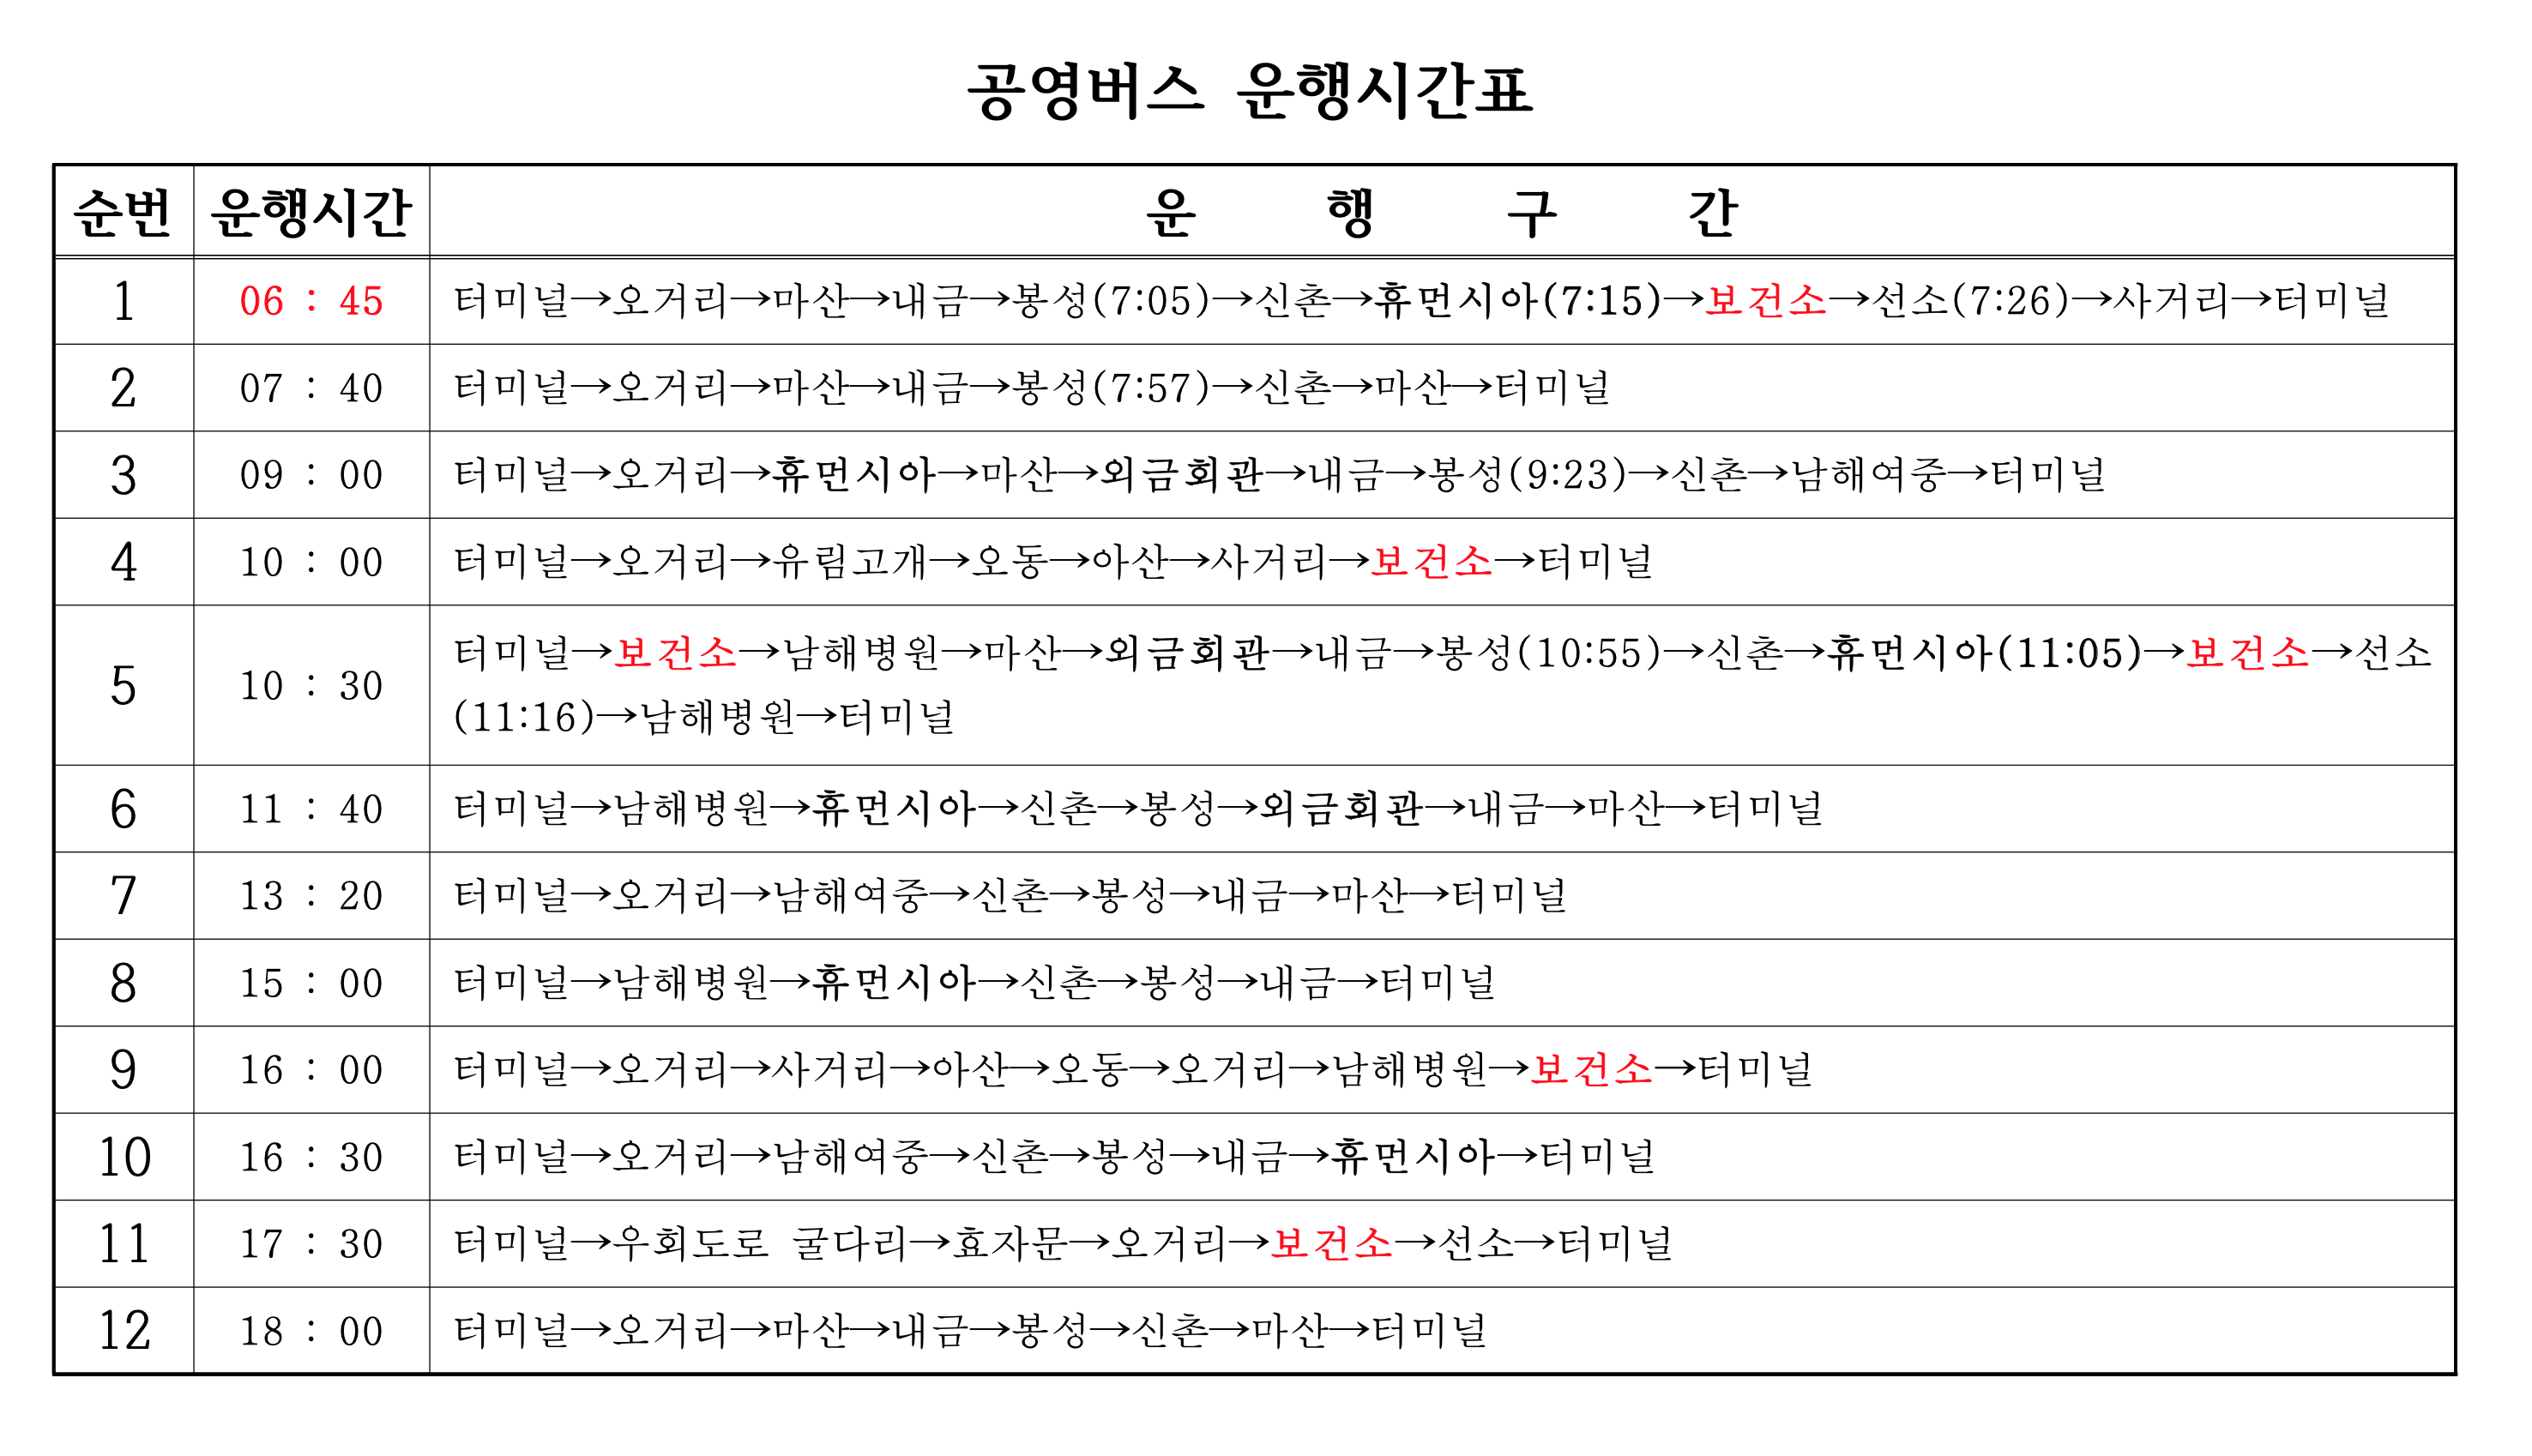 공영버스 운행시간표
순번 운행시간 운 행 구 간
1 06 : 45 터미널→오거리→마산→내금→봉성(7:05)→신촌→휴먼시아(7:15)→보건소→선소(7:26)→사거리→터미널
2 07 : 40 터미널→오거리→마산→내금→봉성(7:57)→신촌→마산→터미널
3 09 : 00 터미널→오거리→휴먼시아→마산→외금회관→내금→봉성(9:23)→신촌→남해여중→터미널
4 10 : 00 터미널→오거리→유림고개→오동→아산→사거리→보건소→터미널
5 10 : 30 터미널→보건소→남해병원→마산→외금회관→내금→봉성(10:55)→신촌→휴먼시아(11:05)→보건소→선소
(11:16)→남해병원→터미널
6 11 : 40 터미널→남해병원→휴먼시아→신촌→봉성→외금회관→내금→마산→터미널
7 13 : 20 터미널→오거리→남해여중→신촌→봉성→내금→마산→터미널
8 15 : 00 터미널→남해병원→휴먼시아→신촌→봉성→내금→터미널
9 16 : 00 터미널→오거리→사거리→아산→오동→오거리→남해병원→보건소→터미널
10 16 : 30 터미널→오거리→남해여중→신촌→봉성→내금→휴먼시아→터미널
11 17 : 30 터미널→우회도로 굴다리→효자문→오거리→보건소→선소→터미널
12 18 : 00 터미널→오거리→마산→내금→봉성→신촌→마산→터미널